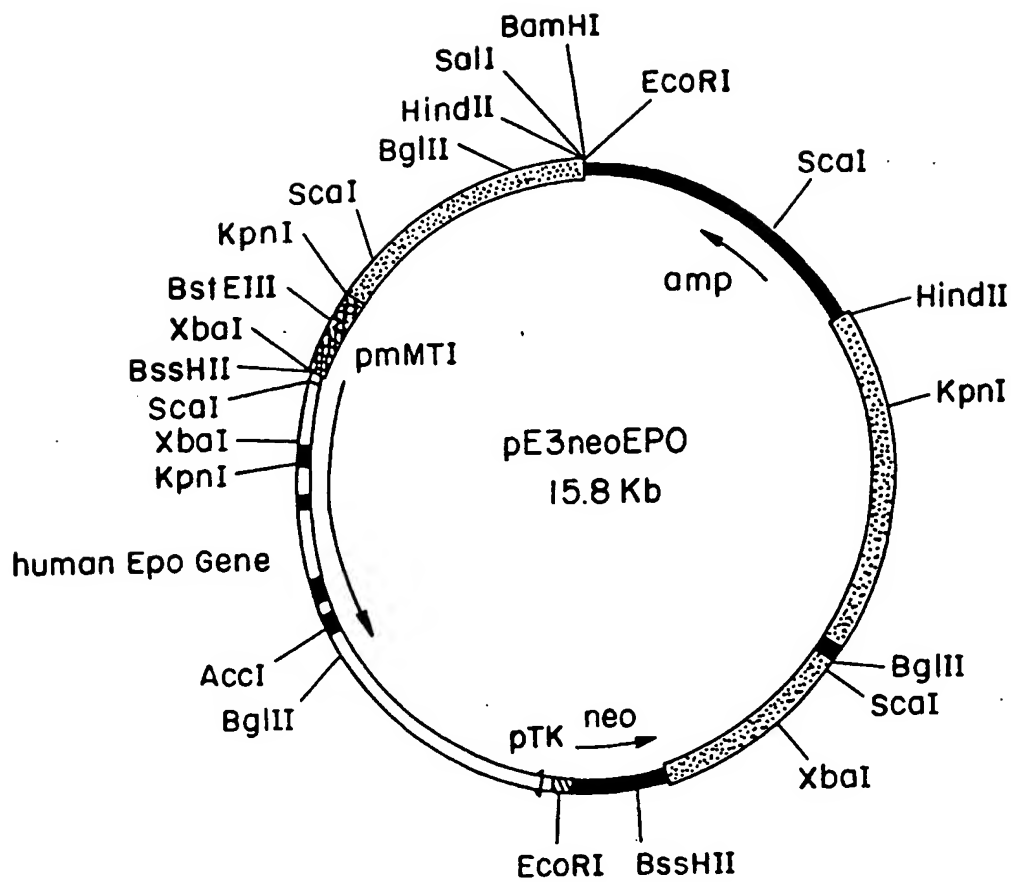 BamHI
SalI
EcoRI
HindII
BglII
ScaI
ScaI
KpnI
amp
BstEIII
HindII
XbaI
pmMTI
BssHII
KpnI
ScaI
XbaI
pE3neoEPO
KpnI
15.8 Kb
human Epo Gene
AccI
BglII
BglII
ScaI
neo
pTK
XbaI
EcoRI
BssHII